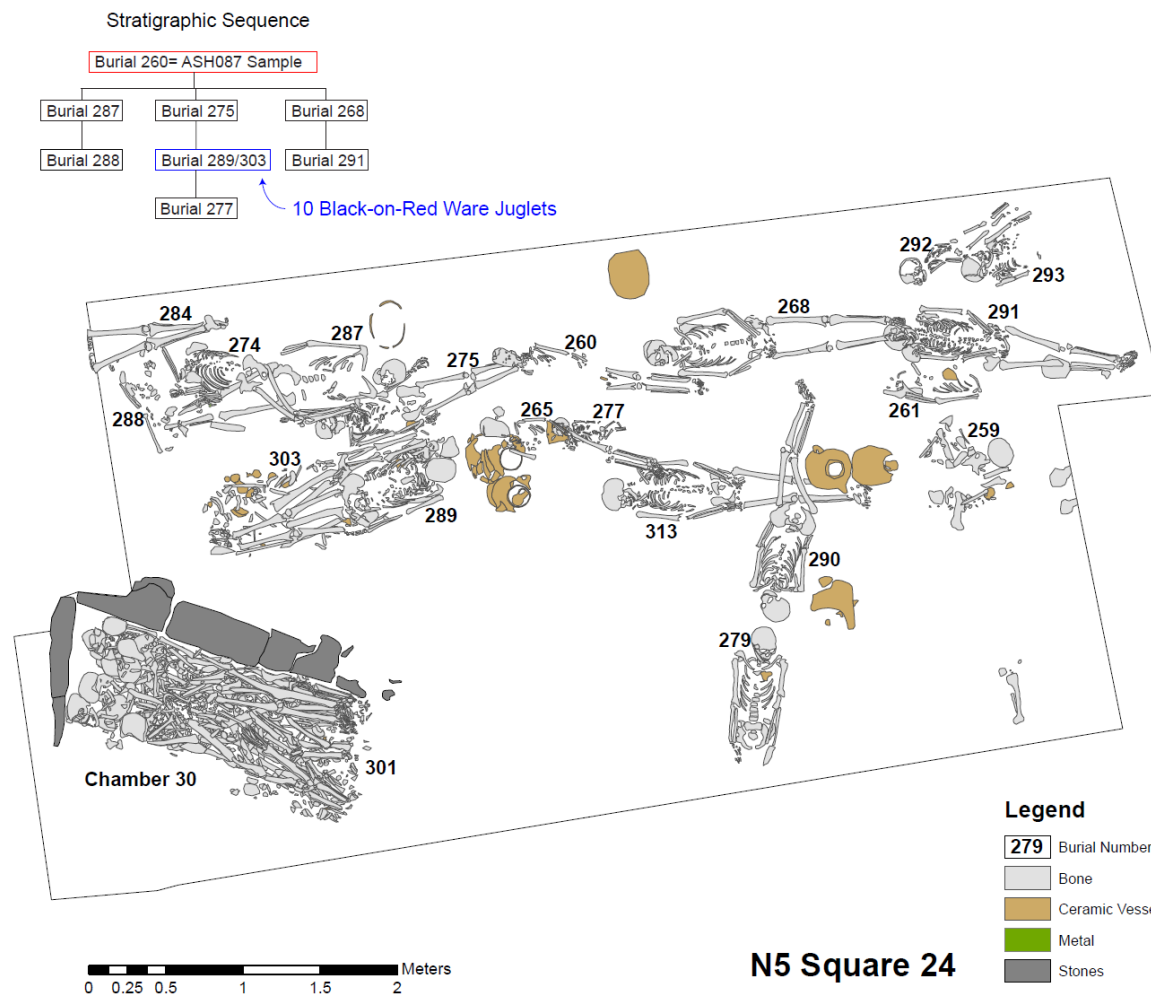 Stratigraphic Sequence
Burial 260= ASH087 Sample
Burial 287
Burial 275
Burial 268
Burial 288
Burial 289/303
Burial 291
Burial 277
10 Black-on-Red Ware Juglets
292
293
284
274
287
275
260
268
291
288
265
277
261
259
303
289
313
290
279
Chamber 30
301
Legend
279 Burial Number
Bone
Ceramic Vesse
Metal
Stones
Meters
0 0.25 0.5 1 1.5 2
N5 Square 24